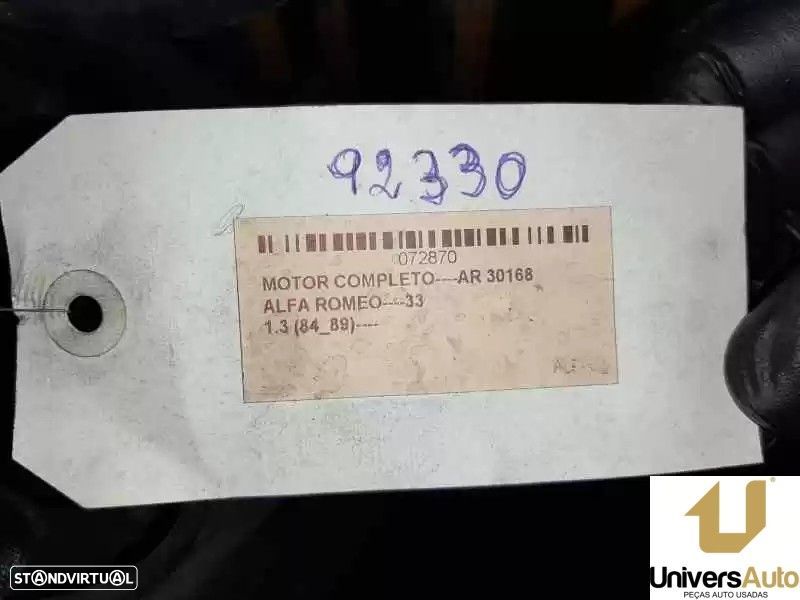 92330
072870
MOTOR COMPLETO----AR 30168
ALFA ROMEO----33
1.3 (84_89)----
UniversAuto
PEÇAS AUTO USADAS
STANDVIRTUAL